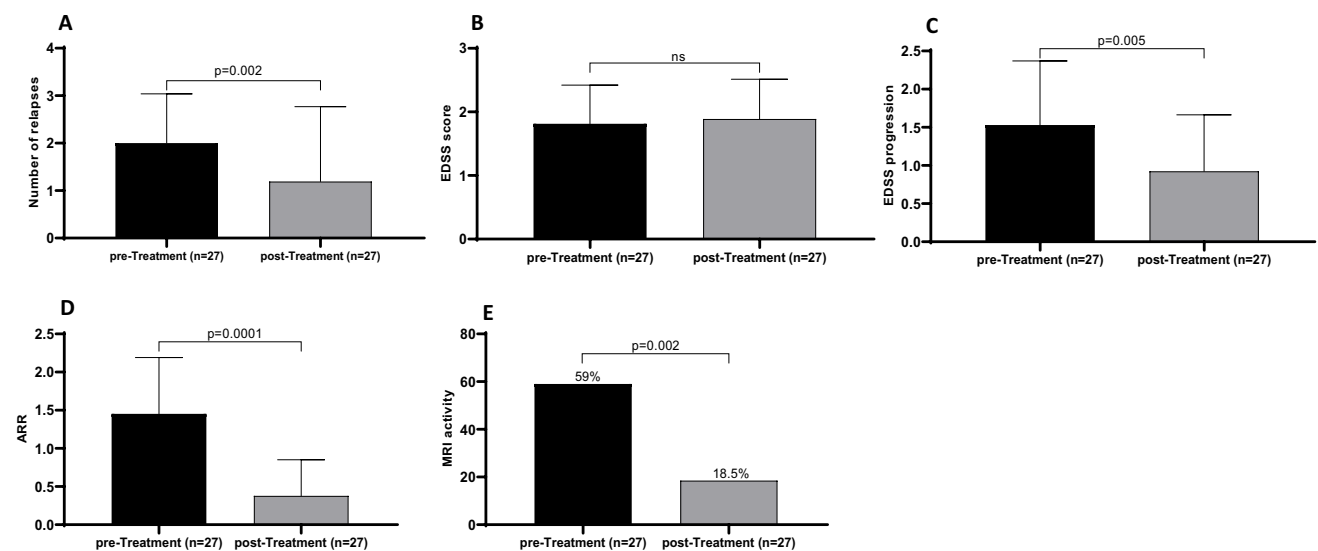 A
Number of relapses
4
3
2
1
0
p=0.002
pre-Treatment (n=27)
post-Treatment (n=27)
B
EDSS score
3
2
1
0
ns
pre-Treatment (n=27)
post-Treatment (n=27)
C
EDSS progression
2.5
2.0
1.5
1.0
0.5
0.0
p=0.005
pre-Treatment (n=27)
post-Treatment (n=27)
D
ARR
2.5
2.0
1.5
1.0
0.5
0.0
p=0.0001
pre-Treatment (n=27)
post-Treatment (n=27)
E
MRI activity
80
60
40
20
0
p=0.002
59%
18.5%
pre-Treatment (n=27)
post-Treatment (n=27)